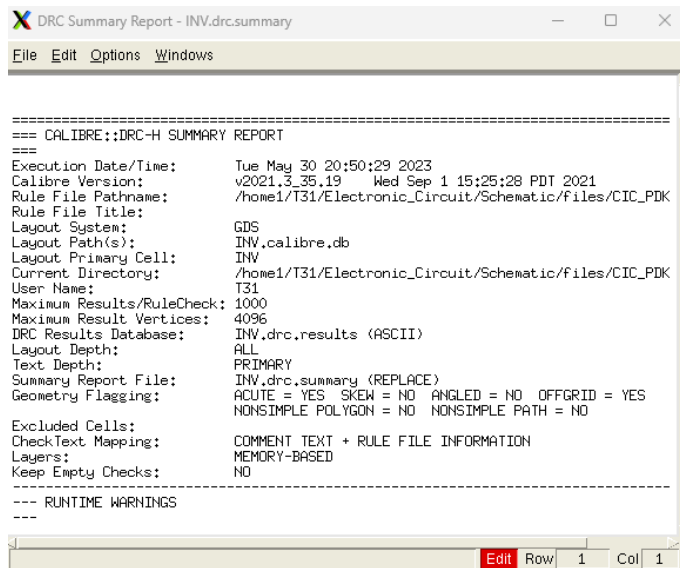 DRC Summary Report - INV.drc.summary
File Edit Options Windows
================================================================================
=== CALIBRE::DRC-H SUMMARY REPORT
===
Execution Date/Time: Tue May 30 20:50:29 2023
Calibre Version: v2021.3_35.19 Wed Sep 1 15:25:28 PDT 2021
Rule File Pathname: /home1/T31/Electronic_Circuit/Schematic/files/CIC_PDK
Rule File Title:
Layout System: GDS
Layout Path(s): INV.calibre.db
Layout Primary Cell: INV
Current Directory: /home1/T31/Electronic_Circuit/Schematic/files/CIC_PDK
User Name: T31
Maximum Results/RuleCheck: 1000
Maximum Result Vertices: 4096
DRC Results Database: INV.drc.results (ASCII)
Layout Depth: ALL
Text Depth: PRIMARY
Summary Report File: INV.drc.summary (REPLACE)
Geometry Flagging: ACUTE = YES SKEW = NO ANGLED = NO OFFGRID = YES
NONSIMPLE POLYGON = NO NONSIMPLE PATH = NO
Excluded Cells:
CheckText Mapping: COMMENT TEXT + RULE FILE INFORMATION
Layers: MEMORY-BASED
Keep Empty Checks: NO
--------------------------------------------------------------------------------
--- RUNTIME WARNINGS
---
Edit Row 1 Col 1